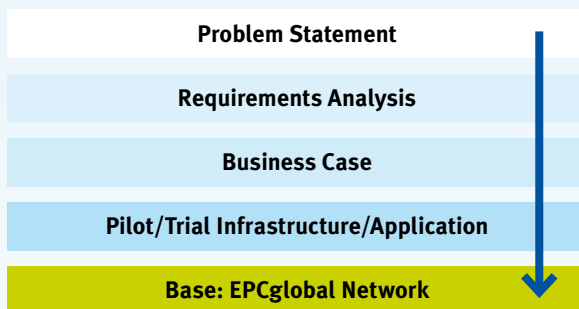 Problem Statement
Requirements Analysis
Business Case
Pilot/Trial Infrastructure/Application
Base: EPCglobal Network